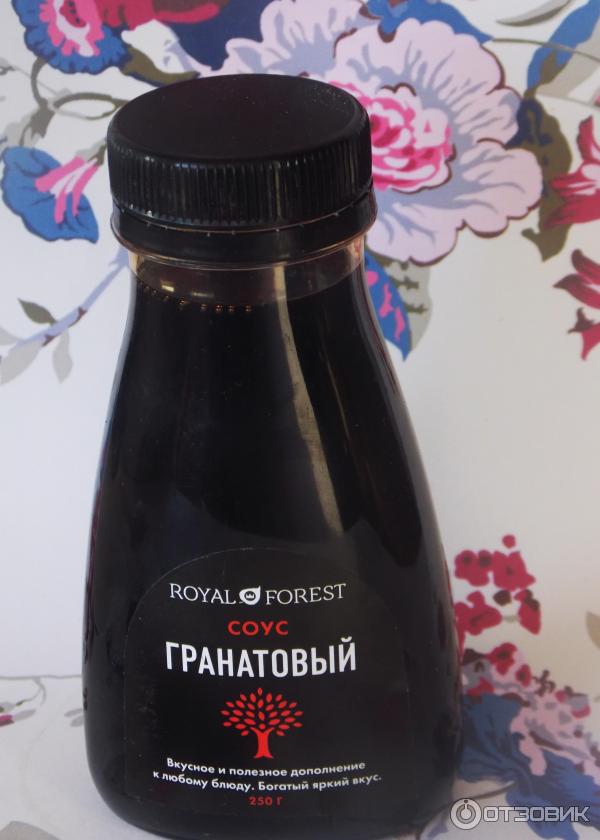 ROYAL FOREST
СОУС
ГРАНАТОВЫЙ
Вкусное и полезное дополнение
к любому блюду. Богатый яркий вкус.
250 Г
ОТЗОВИК